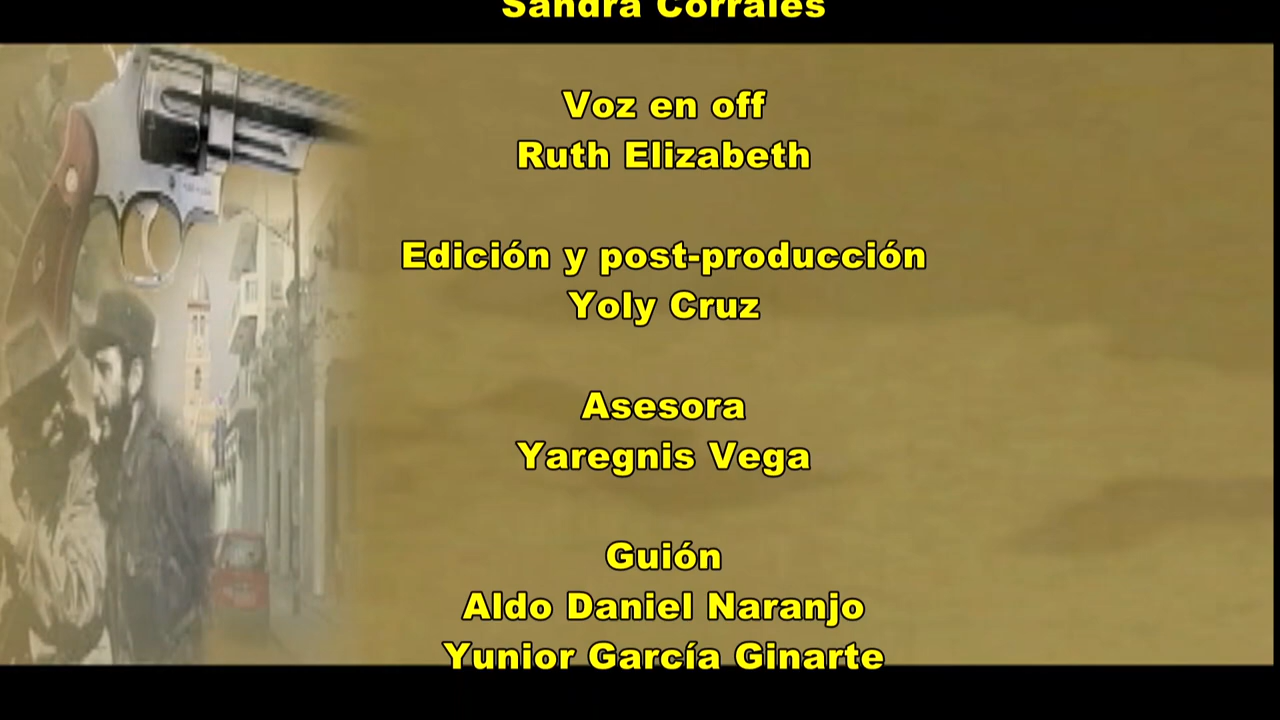 Sandra Corrales
Voz en off
Ruth Elizabeth
Edición y post-producción
Yoly Cruz
Asesora
Yaregnis Vega
Guión
Aldo Daniel Naranjo
Yunior García Ginarte